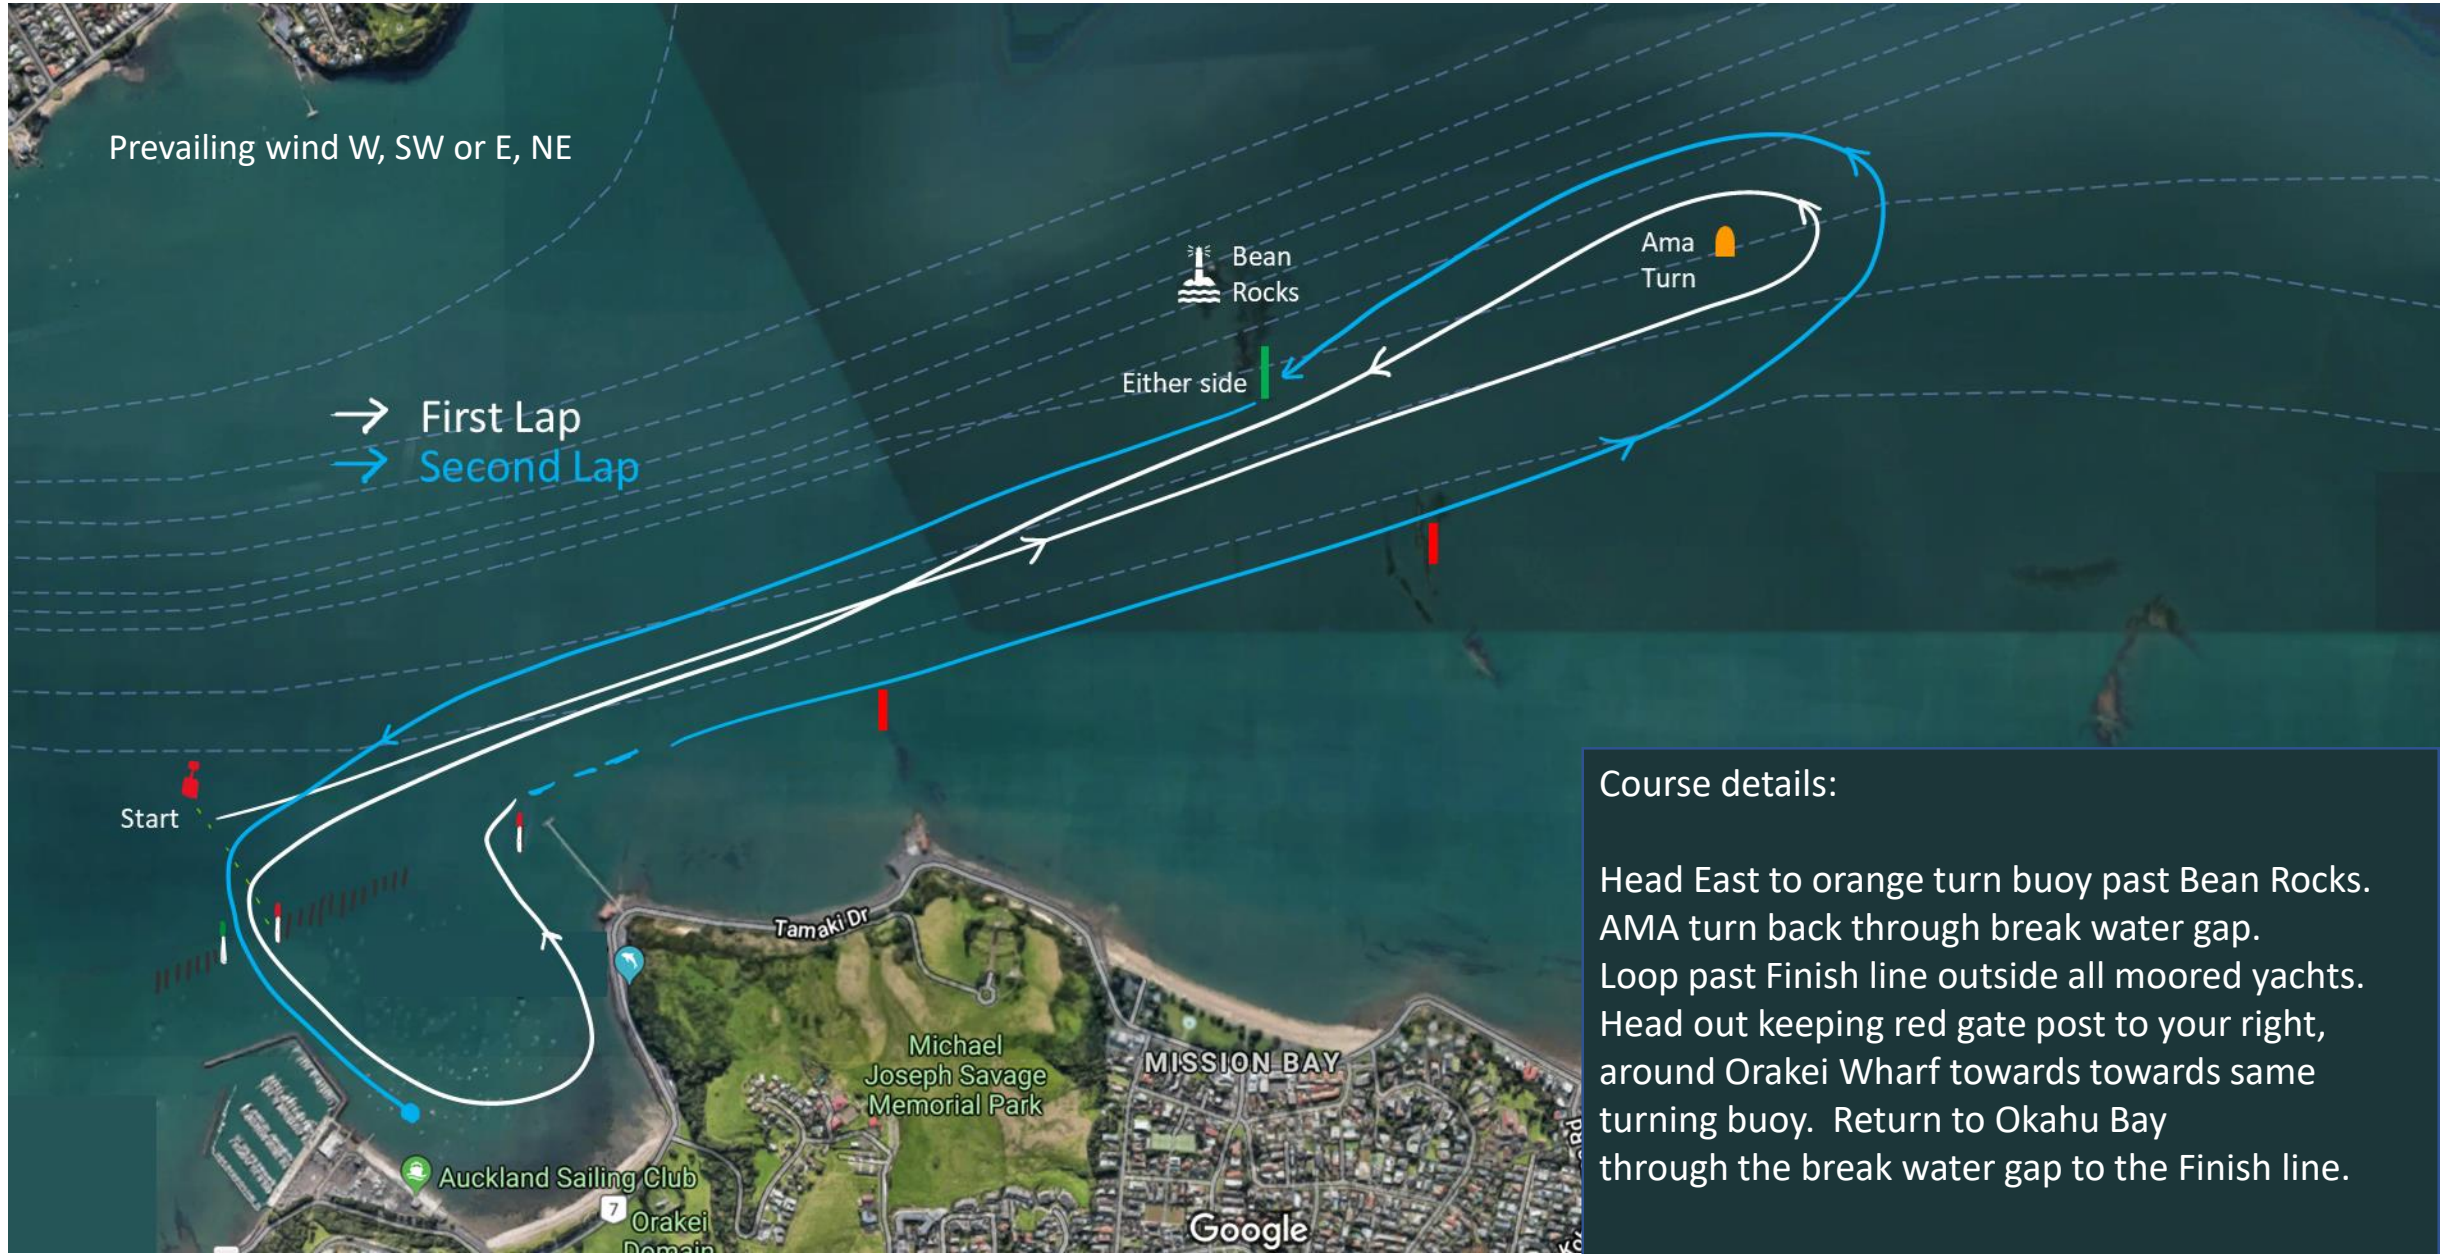 Prevailing wind W, SW or E, NE
Bean
Rocks
Ama
Turn
Either side
First Lap
Second Lap
Start
Tamaki Dr
Michael
Joseph Savage
Memorial Park
MISSION BAY
Auckland Sailing Club
7
Orakei
Domain
Google
Course details:
Head East to orange turn buoy past Bean Rocks.
AMA turn back through break water gap.
Loop past Finish line outside all moored yachts.
Head out keeping red gate post to your right,
around Orakei Wharf towards towards same
turning buoy. Return to Okahu Bay
through the break water gap to the Finish line.